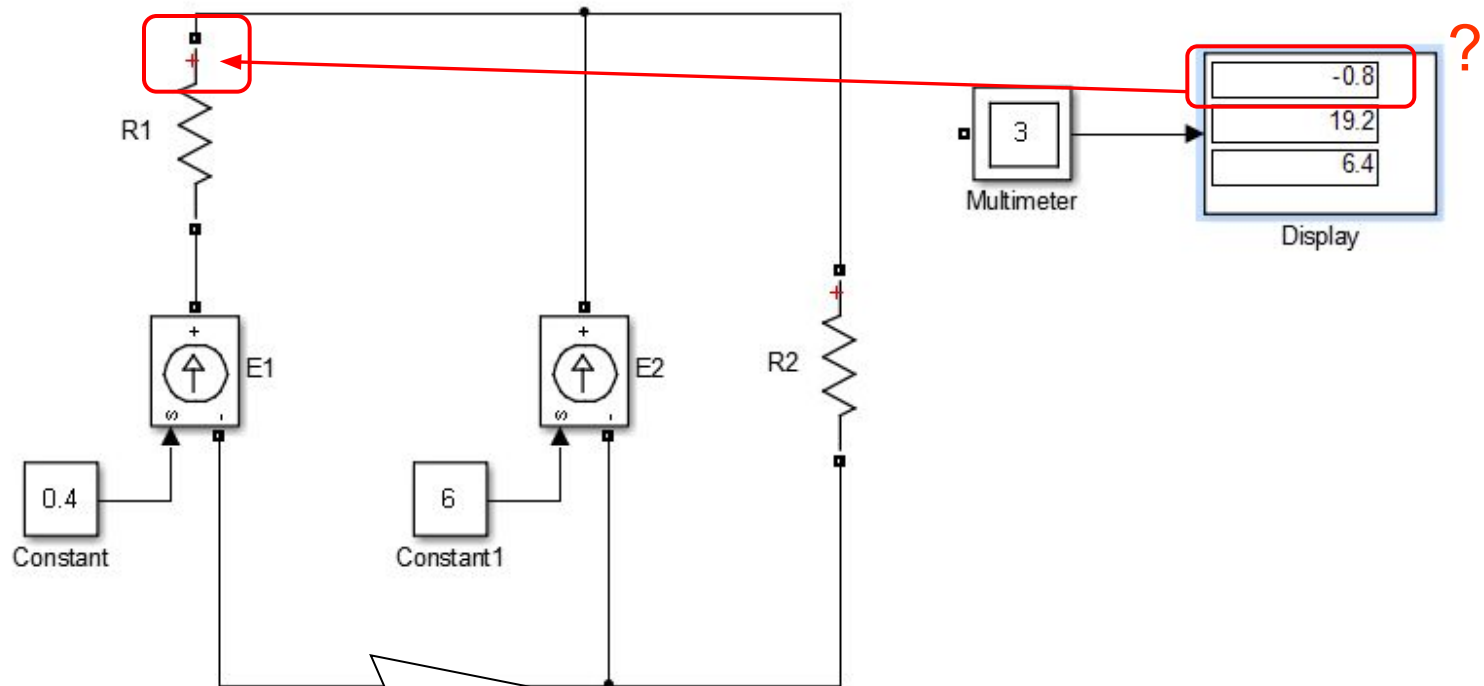 ?
+
-0.8
R1
3
19.2
6.4
Multimeter
Display
+
+
+
E1
E2
R2
S -
S -
0.4
6
Constant
Constant1